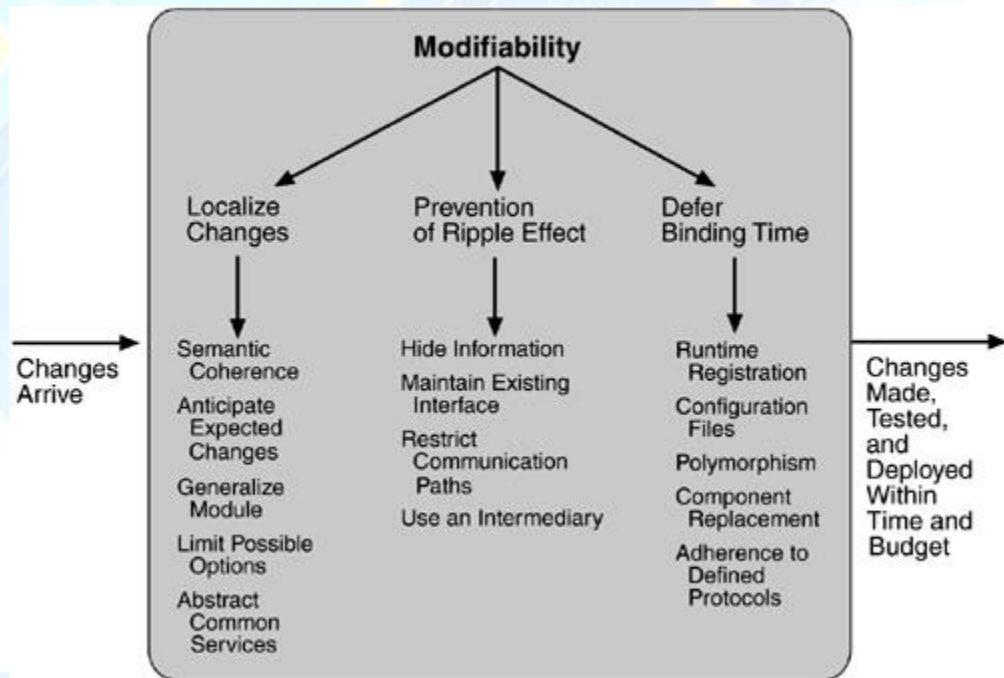 Modifiability
Localize
Changes
Prevention
of Ripple Effect
Defer
Binding Time
Changes
Arrive
Semantic
Coherence
Anticipate
Expected
Changes
Generalize
Module
Limit Possible
Options
Abstract
Common
Services
Hide Information
Maintain Existing
Interface
Restrict
Communication
Paths
Use an Intermediary
Runtime
Registration
Configuration
Files
Polymorphism
Component
Replacement
Adherence to
Defined
Protocols
Changes
Made,
Tested,
and
Deployed
Within
Time and
Budget